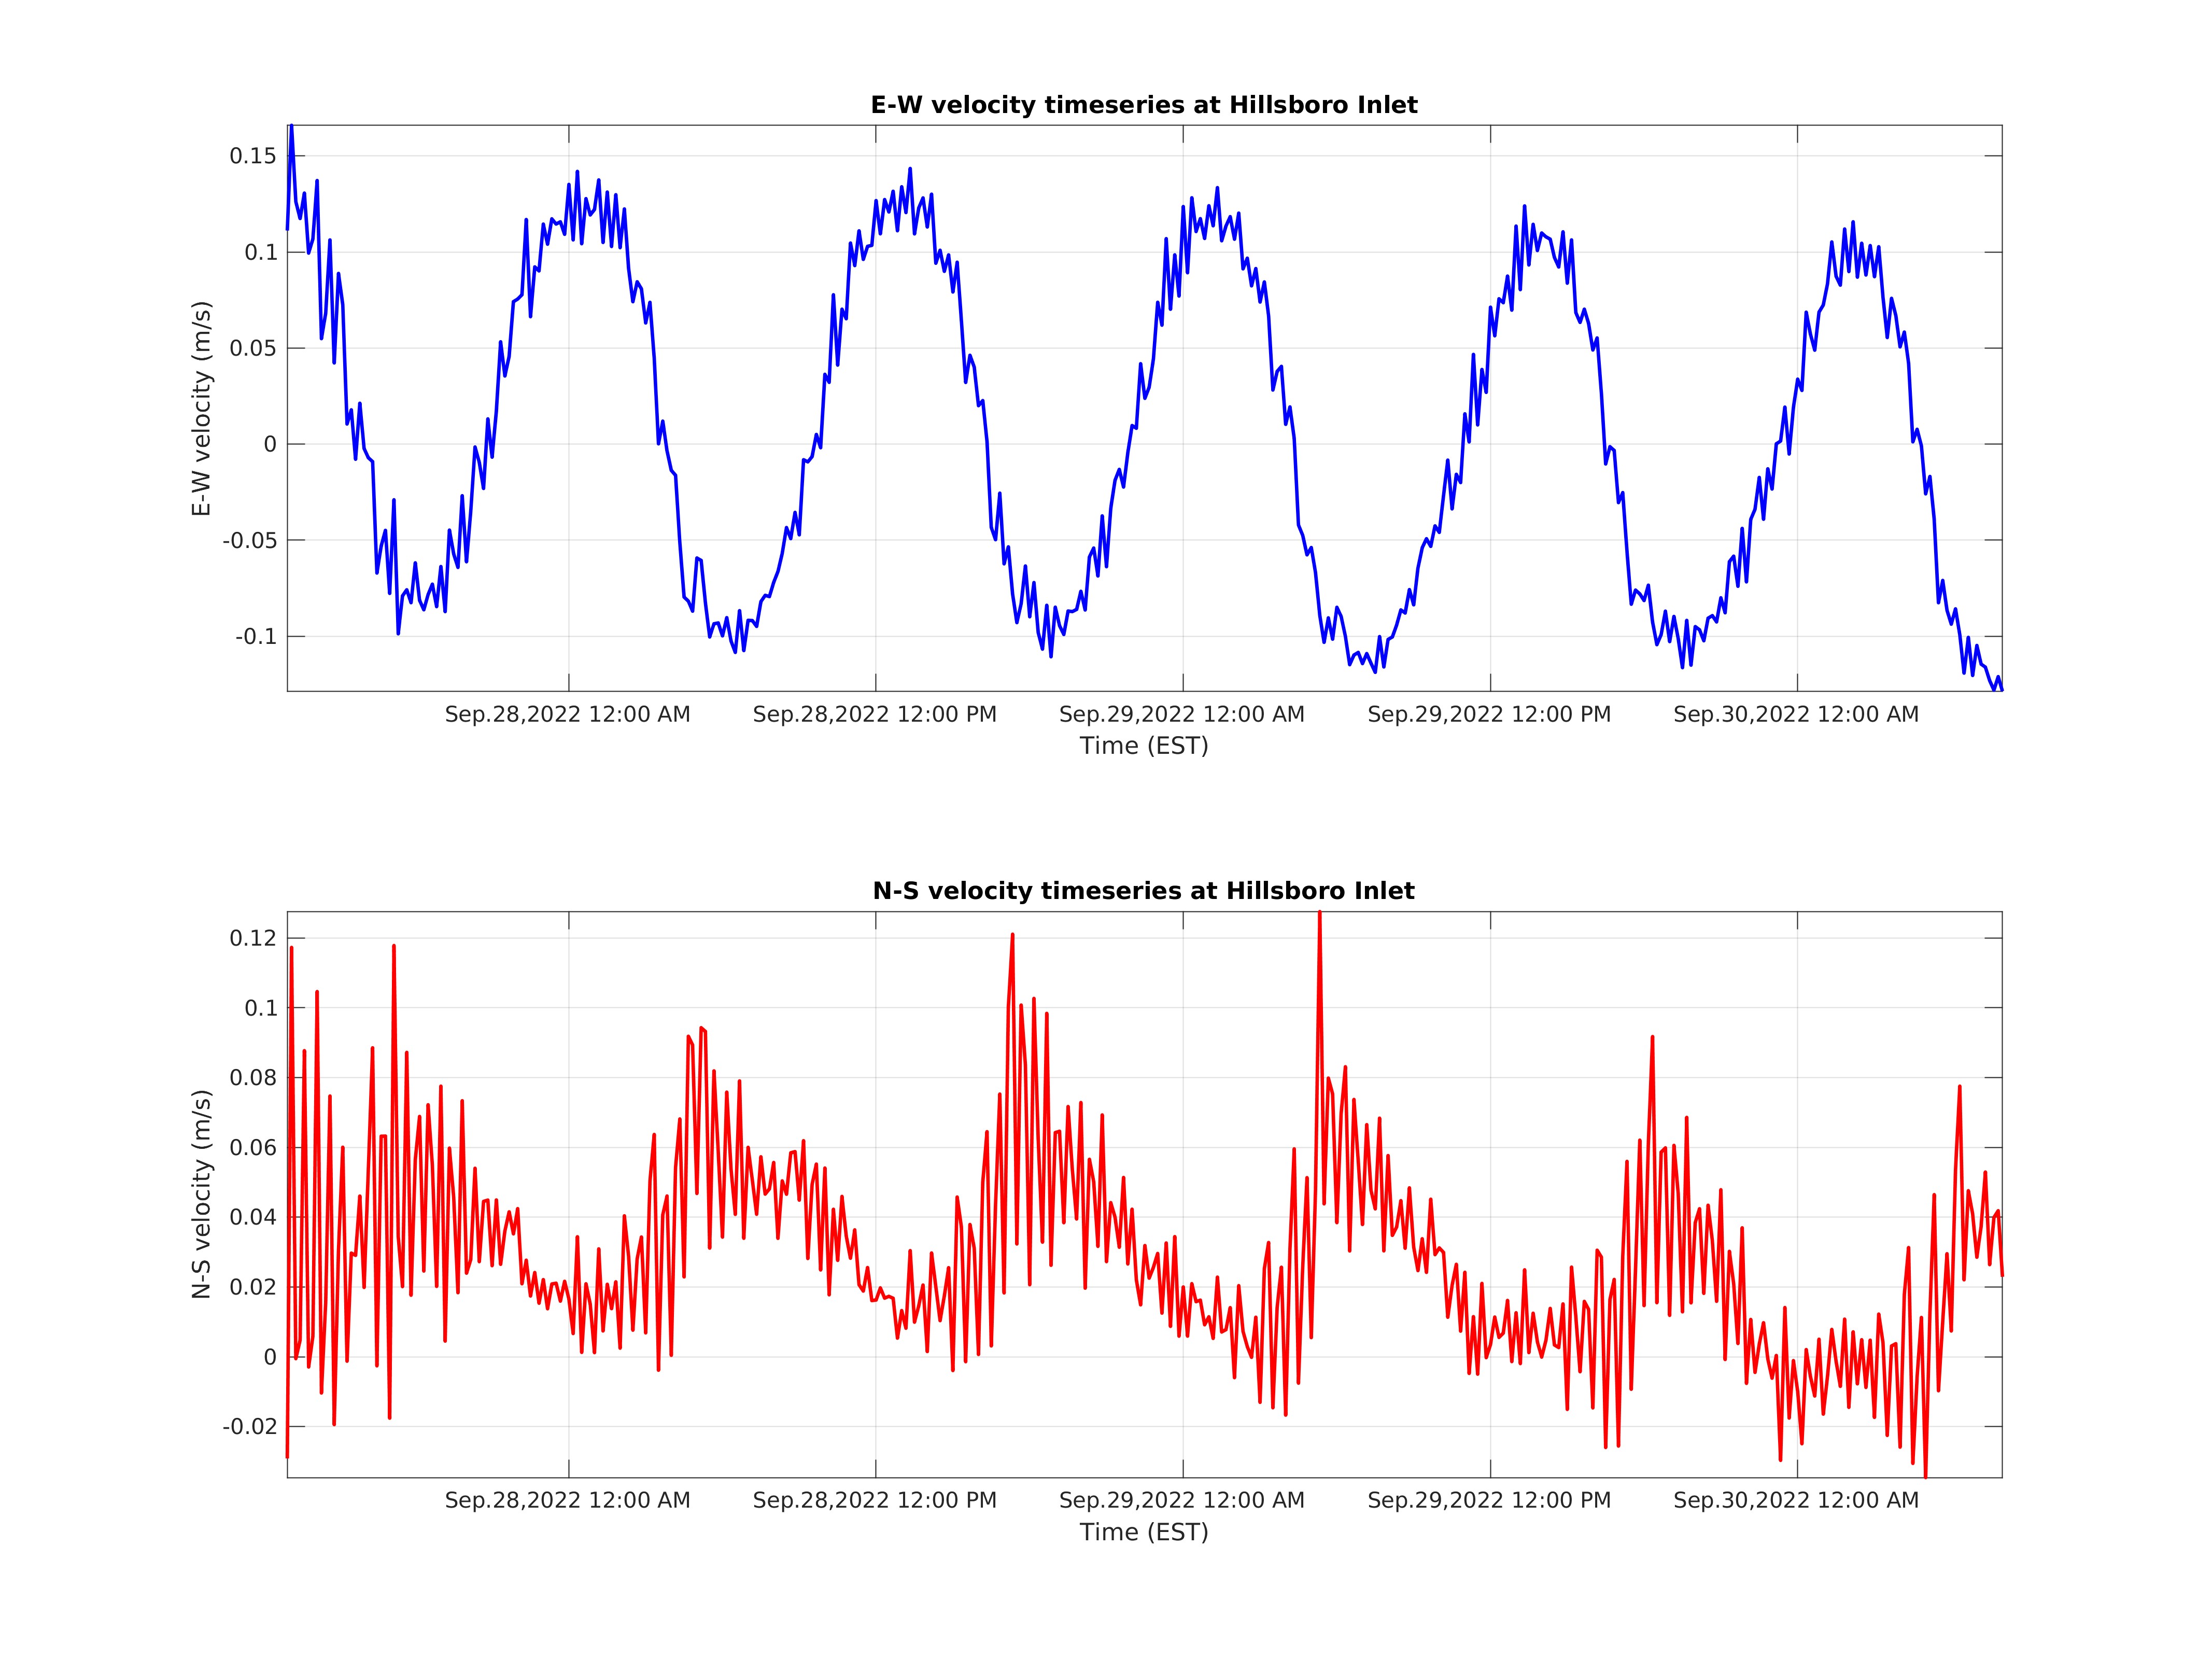 E-W velocity timeseries at Hillsboro Inlet
0.15
0.1
0.05
0
-0.05
-0.1
E-W velocity (m/s)
Sep.28,2022 12:00 AM Sep.28,2022 12:00 PM Sep.29,2022 12:00 AM Sep.29,2022 12:00 PM Sep.30,2022 12:00 AM
Time (EST)
N-S velocity timeseries at Hillsboro Inlet
0.12
0.1
0.08
0.06
0.04
0.02
0
-0.02
N-S velocity (m/s)
Sep.28,2022 12:00 AM Sep.28,2022 12:00 PM Sep.29,2022 12:00 AM Sep.29,2022 12:00 PM Sep.30,2022 12:00 AM
Time (EST)